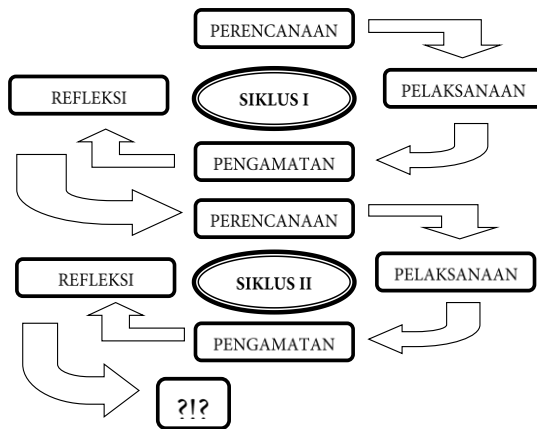 PERENCANAAN
REFLEKSI
SIKLUS I
PELAKSANAAN
PENGAMATAN
PERENCANAAN
REFLEKSI
SIKLUS II
PELAKSANAAN
PENGAMATAN
?!?